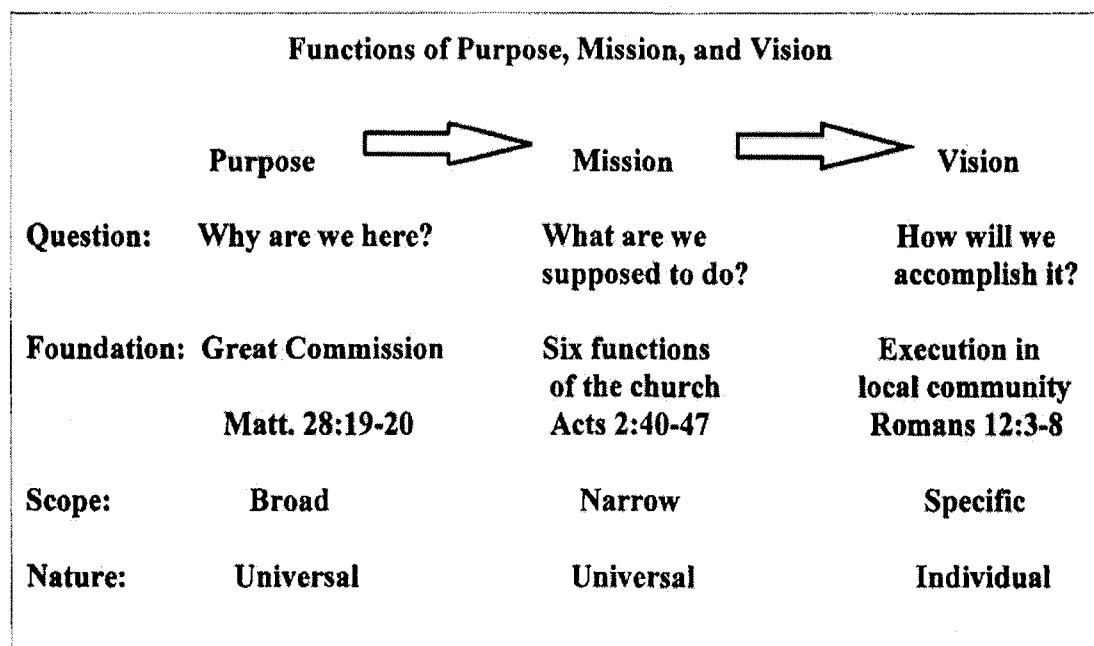 Functions of Purpose, Mission, and Vision
Purpose Mission Vision
Question: Why are we here? What are we How will we
supposed to do? accomplish it?
Foundation: Great Commission Six functions Execution in
of the church local community
Matt. 28:19-20 Acts 2:40-47 Romans 12:3-8
Scope: Broad Narrow Specific
Nature: Universal Universal Individual